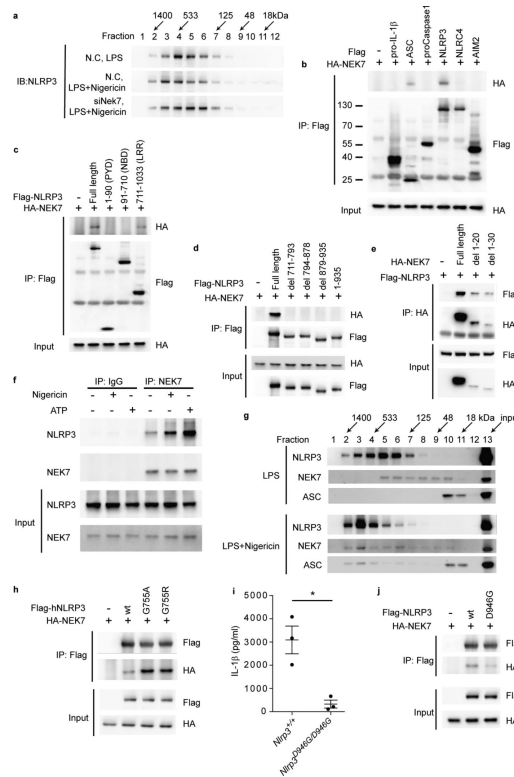 a
1400 533 125 48 18kDa
Fraction 1 2 3 4 5 6 7 8 9 10 11 12
IB:NLRP3
N.C, LPS
N.C,
LPS+Nigericin
siNek7,
LPS+Nigericin
b
Flag - pro-IL-1β ASC proCaspase1 NLRP3 NLRC4 AIM2
HA-NEK7 + + + + + + +
HA
IP: Flag
130
100
70
55
40
25
Flag
Input HA
c
Flag-NLRP3 - Full length 1-90 (PYD) 91-710 (NBD) 711-1033 (LRR)
HA-NEK7 + + + + +
HA
IP: Flag
Flag
Input HA
d
Flag-NLRP3 - Full length del 711-793 del 794-878 del 879-935 1-935
HA-NEK7 + + + + + +
IP: Flag
HA
Flag
Input
HA
Flag
e
HA-NEK7 - Full length del 1-20 del 1-30
Flag-NLRP3 + + + +
IP: HA
Input
f
IP: IgG IP: NEK7
Nigericin - + - - + -
ATP - - + - - +
NLRP3
NEK7
Input
NLRP3
NEK7
g
1400 533 125 48 18 kDa
Fraction 1 2 3 4 5 6 7 8 9 10 11 12 13
LPS
NLRP3
NEK7
ASC
LPS+Nigericin
NLRP3
NEK7
ASC
h
Flag-hNLRP3 - wt G755A G755R
HA-NEK7 + + + +
IP: Flag
Flag
HA
Input
Flag
HA
i
*
IL-1β (pg/ml)
5000
4000
3000
2000
1000
0
Nlrp3+/+
Nlrp3D946G/D946G
j
Flag-NLRP3 - wt D946G
HA-NEK7 + + +
IP: Flag
Input